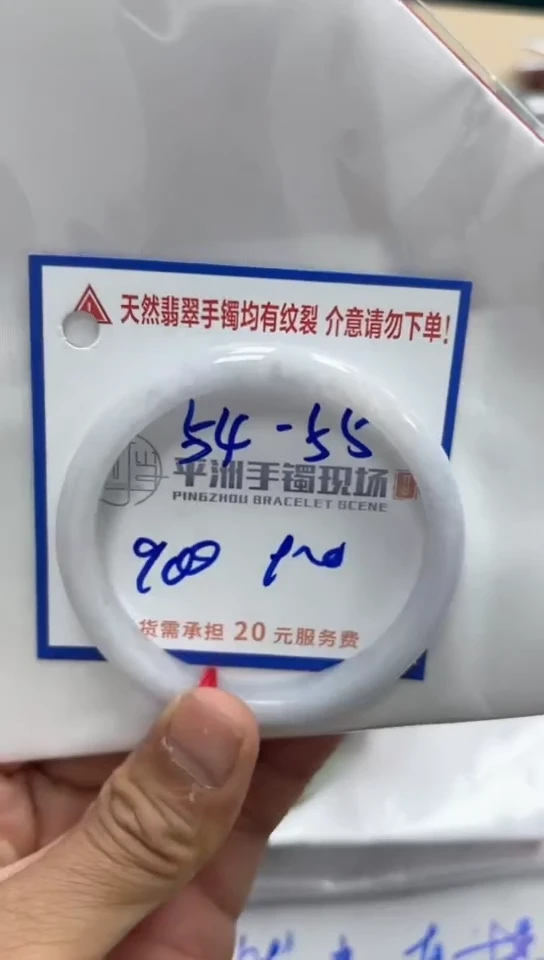 天然翡翠手镯均有纹裂 介意请勿下单!
54-55
平洲手镯现场
PINGZHOU BRACELET SCENE
900 pro
货需承担 20 元服务费